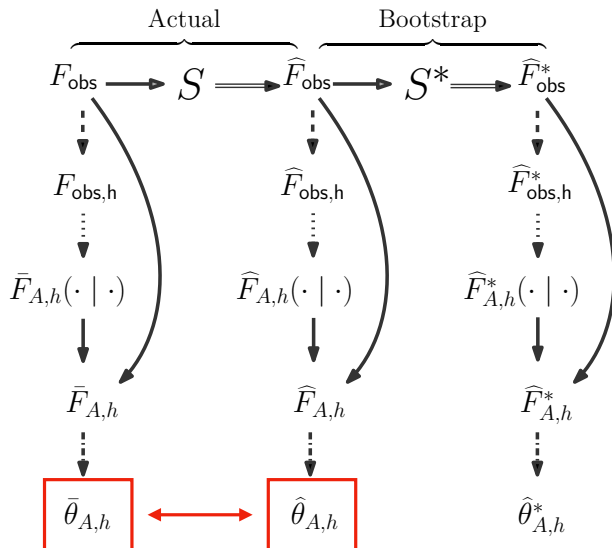 Actual Bootstrap
F_obs S F̂_obs S* F̂*_obs
F_obs,h F̂_obs,h F̂*_obs,h
F̄_A,h(· | ·) F̂_A,h(· | ·) F̂*_A,h(· | ·)
F̄_A,h F̂_A,h F̂*_A,h
θ̄_A,h θ̂_A,h θ̂*_A,h